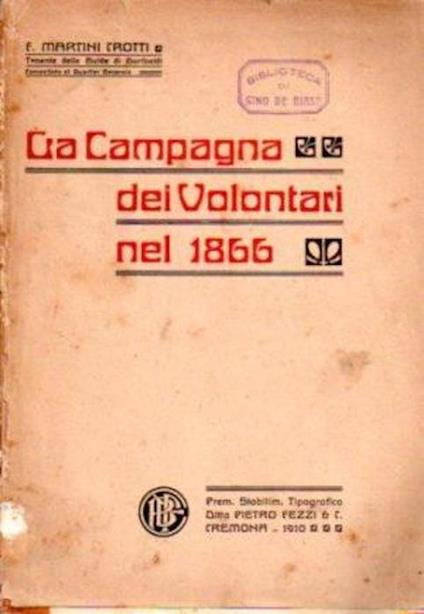 F. MARTINI CROTTI
Tenente delle Guide di Garibaldi
Comandato al Quartier Generale
BIBLIOTECA
DI
GINO DE BIASI
La Campagna
dei Volontari
nel 1866
Prem. Stabilim. Tipografico
Ditta PIETRO FEZZI & C.
CREMONA - 1910